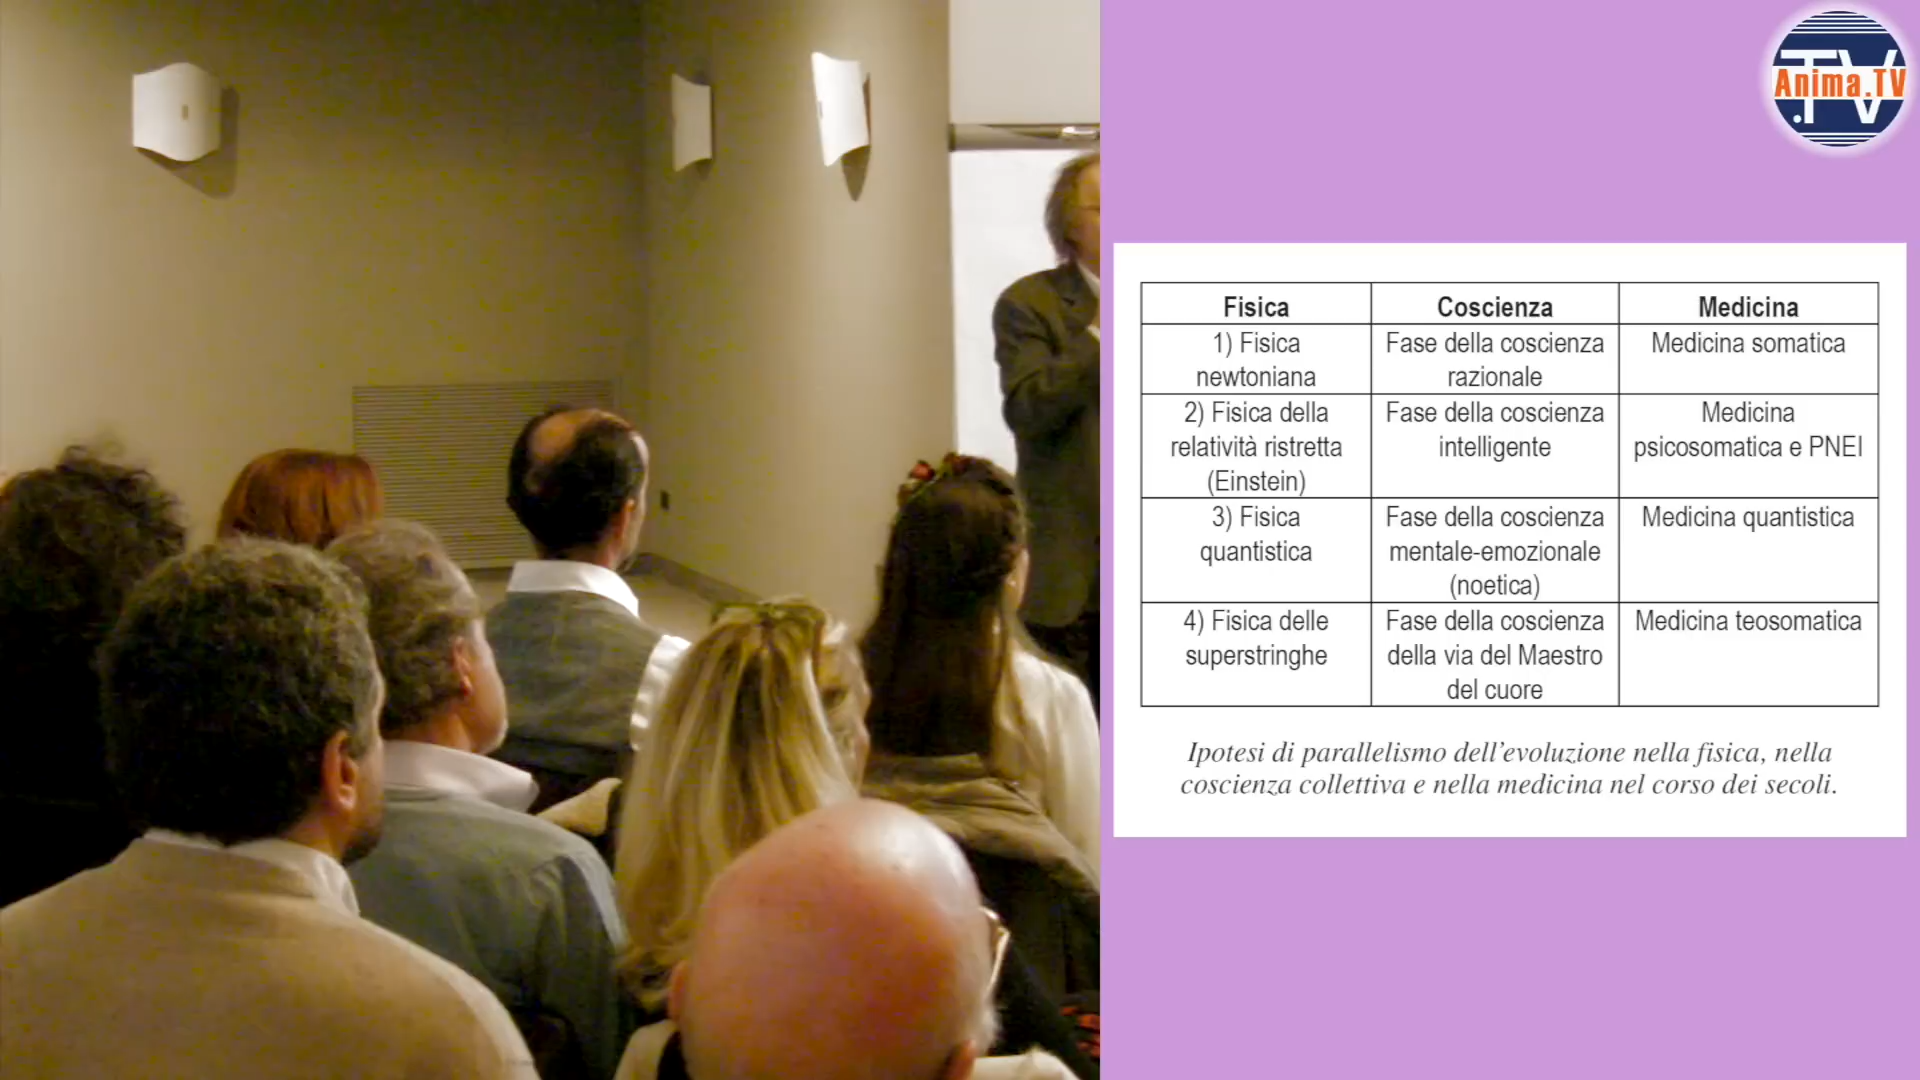 .TV
Anima.TV
Fisica Coscienza Medicina
1) Fisica
newtoniana
Fase della coscienza
razionale
Medicina somatica
2) Fisica della
relatività ristretta
(Einstein)
Fase della coscienza
intelligente
Medicina
psicosomatica e PNEI
3) Fisica
quantistica
Fase della coscienza
mentale-emozionale
(noetica)
Medicina quantistica
4) Fisica delle
superstringhe
Fase della coscienza
della via del Maestro
del cuore
Medicina teosomatica
Ipotesi di parallelismo dell’evoluzione nella fisica, nella
coscienza collettiva e nella medicina nel corso dei secoli.